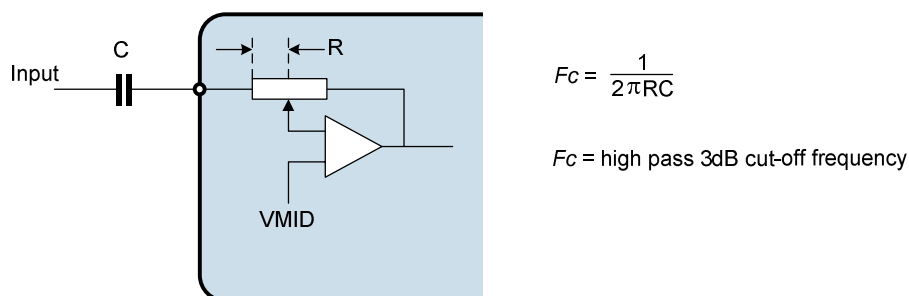 C
R
Input
VMID
Fc = 1 / 2πRC
Fc = high pass 3dB cut-off frequency